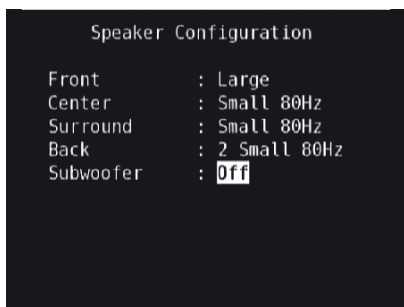 Speaker Configuration
Front : Large
Center : Small 80Hz
Surround : Small 80Hz
Back : 2 Small 80Hz
Subwoofer : Off